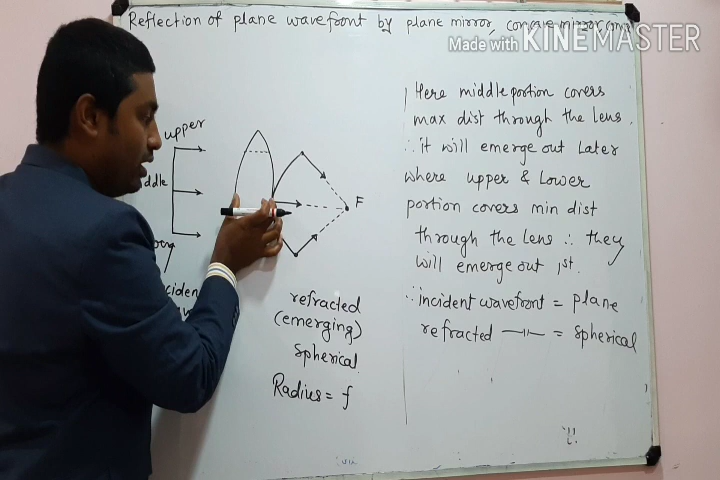 Reflection of plane wavefront by plane mirror, concave mirror
Made with KINEMASTER
upper
F
refracted
(emerging)
Spherical
Radius = f
Here middle portion covers
max dist through the lens.
∴ it will emerge out Later
where upper & Lower
portion covers min dist
through the lens ∴ they
will emerge out 1st.
∴ incident wavefront = plane
refracted —〃— = spherical